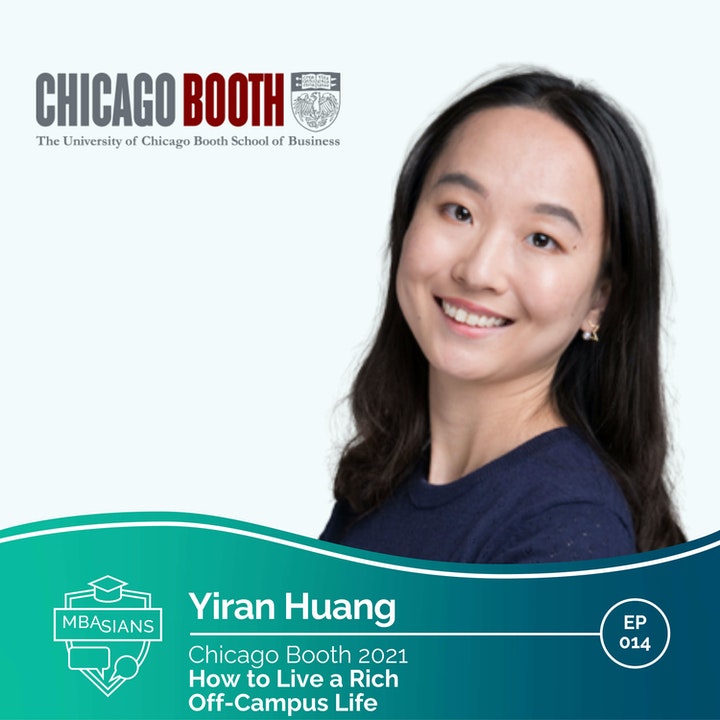 CHICAGO BOOTH
The University of Chicago Booth School of Business
MBASIANS
Yiran Huang
EP
014
Chicago Booth 2021
How to Live a Rich
Off-Campus Life